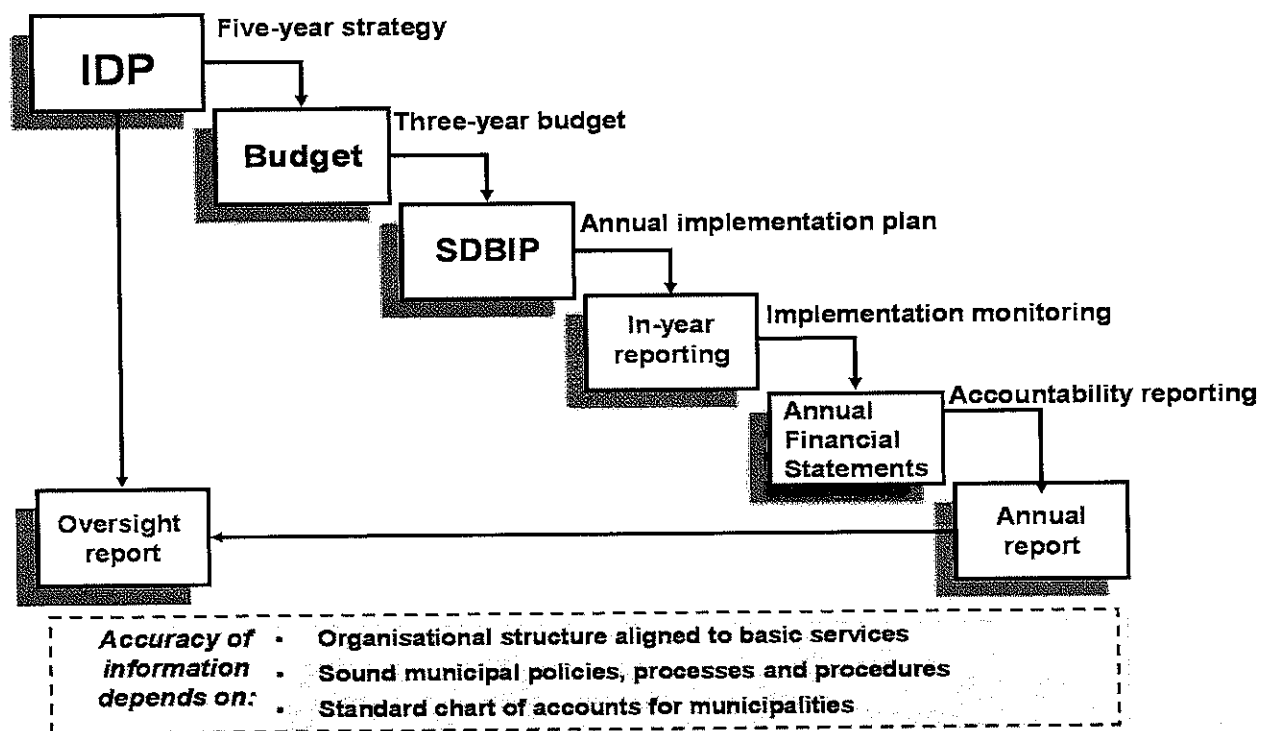 Five-year strategy
IDP
Three-year budget
Budget
Annual implementation plan
SDBIP
Implementation monitoring
In-year
reporting
Accountability reporting
Annual
Financial
Statements
Oversight
report
Annual
report
Accuracy of
information
depends on:
• Organisational structure aligned to basic services
• Sound municipal policies, processes and procedures
• Standard chart of accounts for municipalities